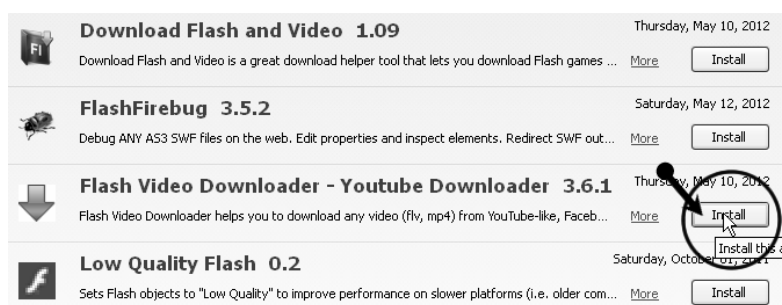 Download Flash and Video 1.09 Thursday, May 10, 2012
Download Flash and Video is a great download helper tool that lets you download Flash games ... More Install
FlashFirebug 3.5.2 Saturday, May 12, 2012
Debug ANY AS3 SWF files on the web. Edit properties and inspect elements. Redirect SWF out... More Install
Flash Video Downloader - Youtube Downloader 3.6.1 Thursday, May 10, 2012
Flash Video Downloader helps you to download any video (flv, mp4) from YouTube-like, Faceb... More Install
Install this a
Low Quality Flash 0.2 Saturday, October 01, 2011
Sets Flash objects to "Low Quality" to improve performance on slower platforms (i.e. older com... More Install